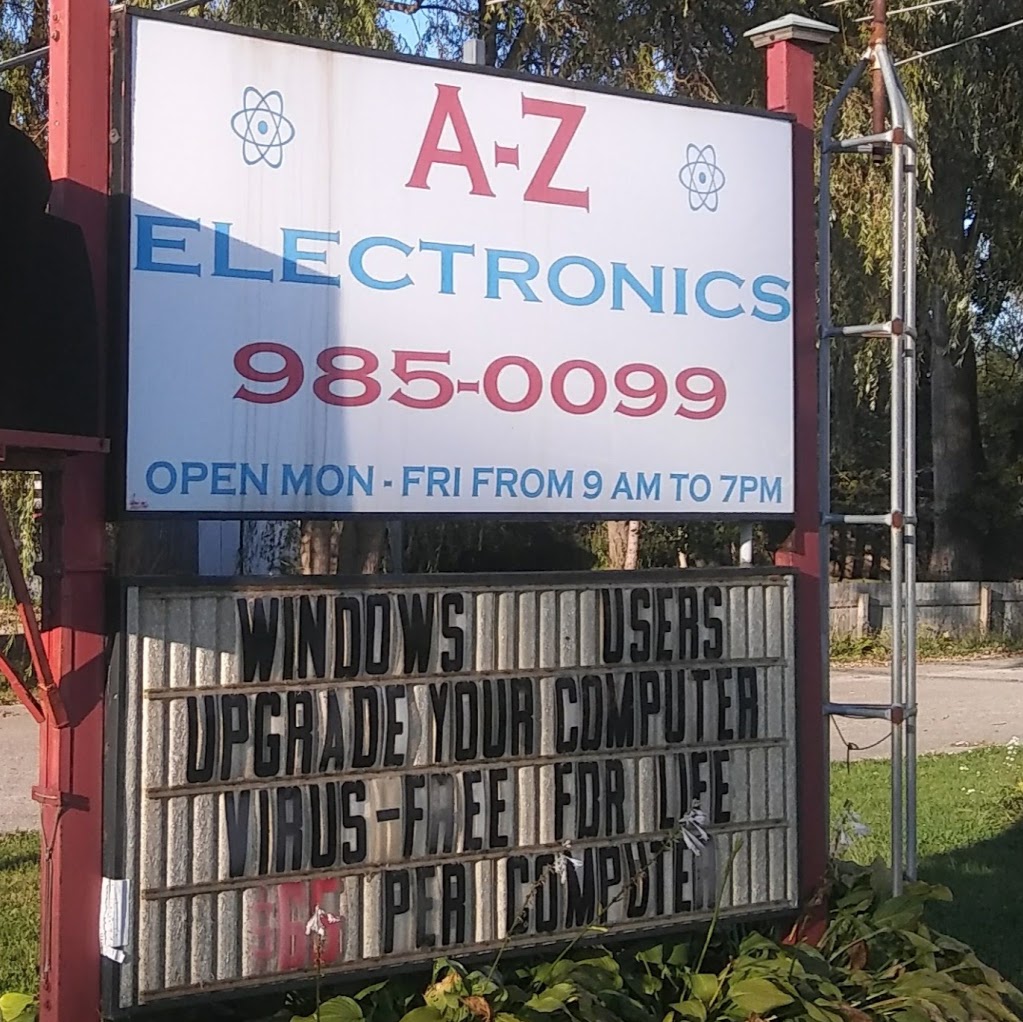 A-Z
ELECTRONICS
985-0099
OPEN MON - FRI FROM 9 AM TO 7PM
WINDOWS USERS
UPGRADE YOUR COMPUTER
VIRUS-FREE FOR LIFE
PER COMPUTER